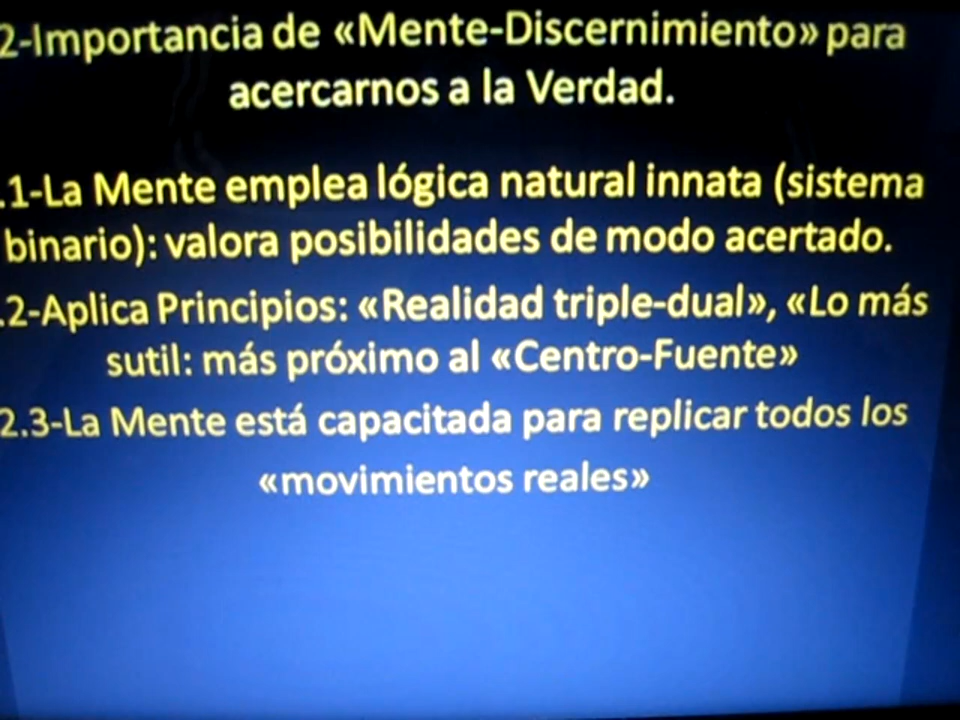 2-Importancia de «Mente-Discernimiento» para
acercarnos a la Verdad.
.1-La Mente emplea lógica natural innata (sistema
binario): valora posibilidades de modo acertado.
.2-Aplica Principios: «Realidad triple-dual», «Lo más
sutil: más próximo al «Centro-Fuente»
2.3-La Mente está capacitada para replicar todos los
«movimientos reales»